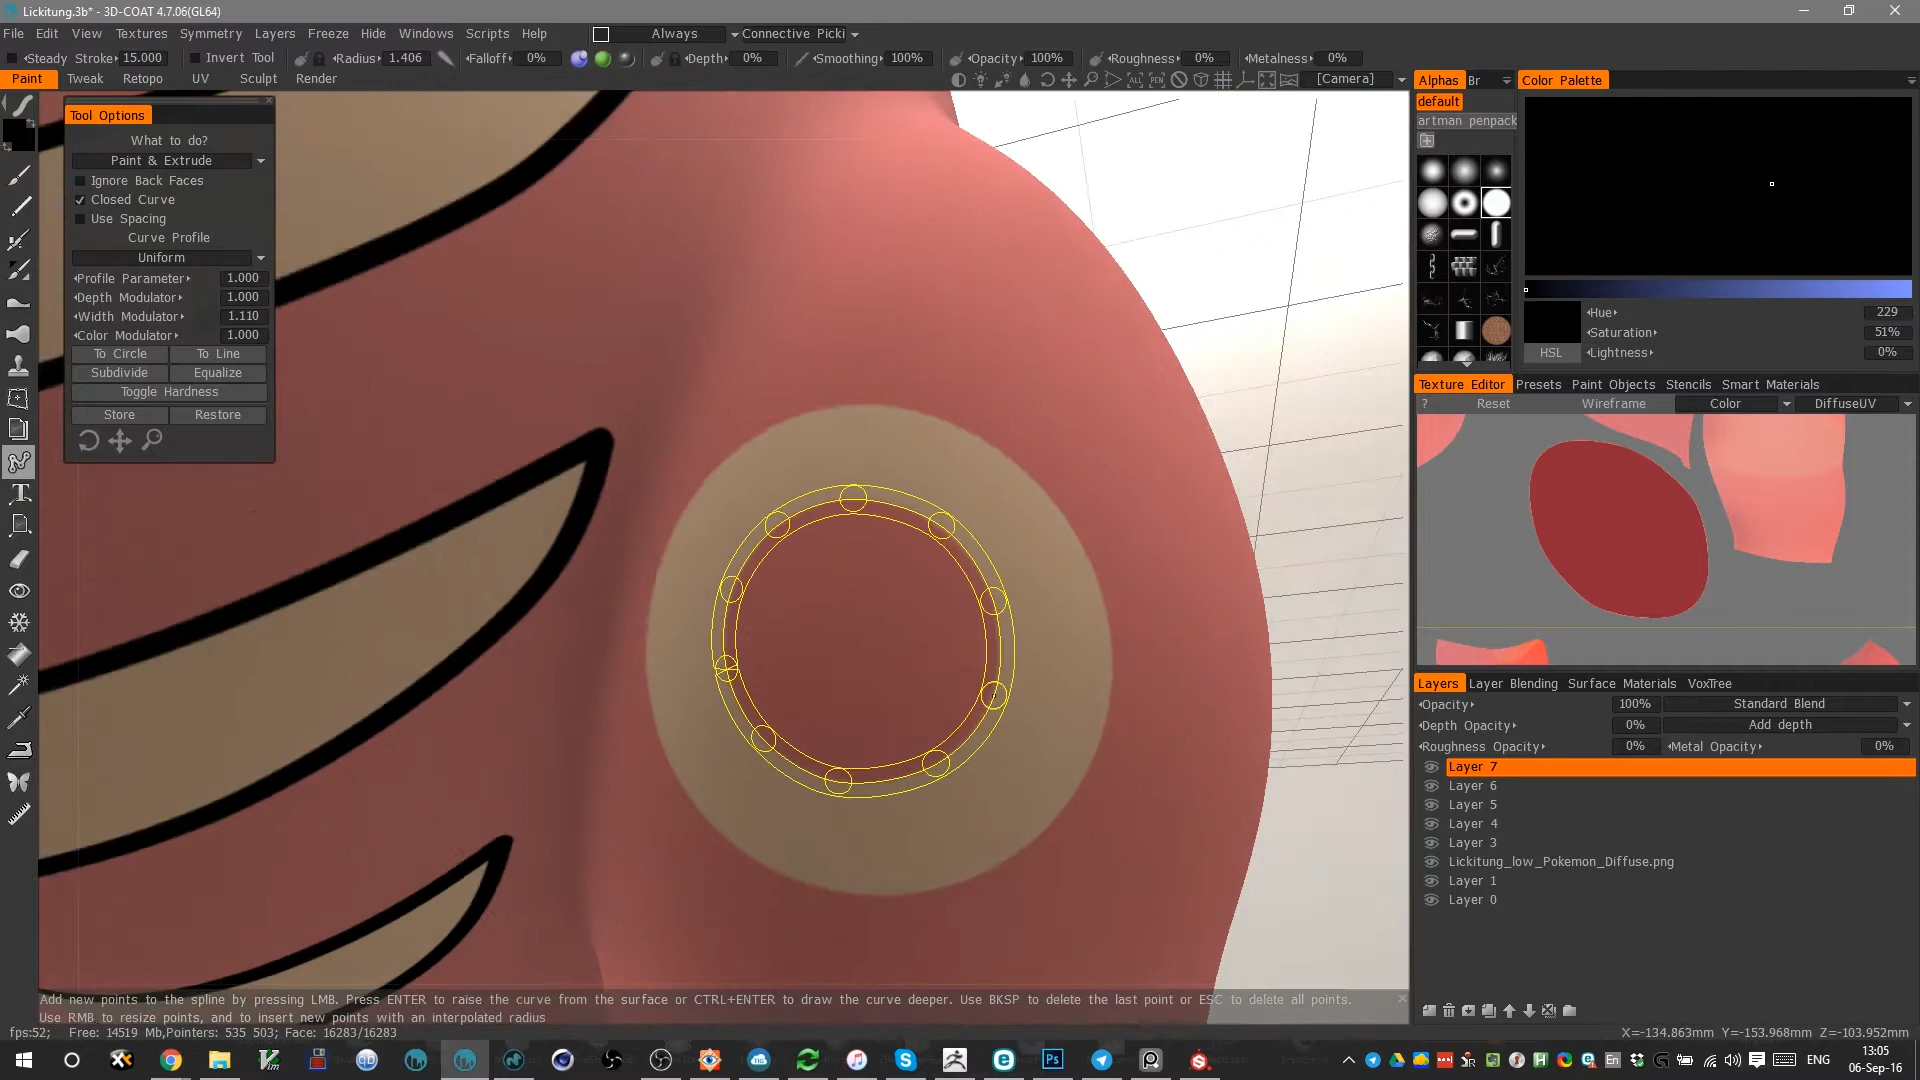 Lickitung.3b* - 3D-COAT 4.7.06(GL64)
File Edit View Textures Symmetry Layers Freeze Hide Windows Scripts Help Always Connective Picki
Steady Stroke 15.000 Invert Tool Radius 1.406 Falloff 0% Depth 0% Smoothing 100% Opacity 100% Roughness 0% Metalness 0%
Paint Tweak Retopo UV Sculpt Render [Camera]
Tool Options
What to do?
Paint & Extrude
Ignore Back Faces
Closed Curve
Use Spacing
Curve Profile
Uniform
Profile Parameter 1.000
Depth Modulator 1.000
Width Modulator 1.110
Color Modulator 1.000
To Circle To Line
Subdivide Equalize
Toggle Hardness
Store Restore
Alphas Br
default
artman penpack
Color Palette
Hue 229
Saturation 51%
HSL Lightness 0%
Texture Editor Presets Paint Objects Stencils Smart Materials
? Reset Wireframe Color DiffuseUV
Layers Layer Blending Surface Materials VoxTree
Opacity 100% Standard Blend
Depth Opacity 0% Add depth
Roughness Opacity 0% Metal Opacity 0%
Layer 7
Layer 6
Layer 5
Layer 4
Layer 3
Lickitung_low_Pokemon_Diffuse.png
Layer 1
Layer 0
Add new points to the spline by pressing LMB. Press ENTER to raise the curve from the surface or CTRL+ENTER to draw the curve deeper. Use BKSP to delete the last point or ESC to delete all points.
Use RMB to resize points, and to insert new points with an interpolated radius
fps:52; Free: 14519 Mb,Pointers: 535 503; Face: 16283/16283
X=-134.863mm Y=-153.968mm Z=-103.952mm
ENG
13:05
06-Sep-16